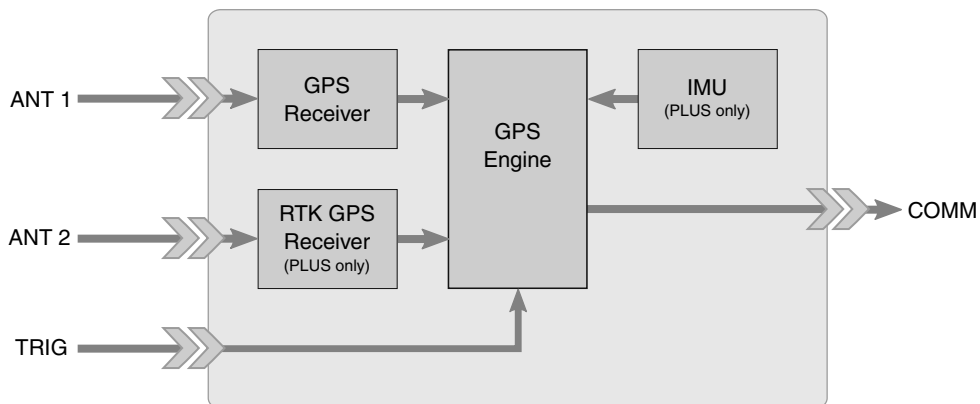 ANT 1
GPS
Receiver
GPS
Engine
IMU
(PLUS only)
ANT 2
RTK GPS
Receiver
(PLUS only)
COMM
TRIG